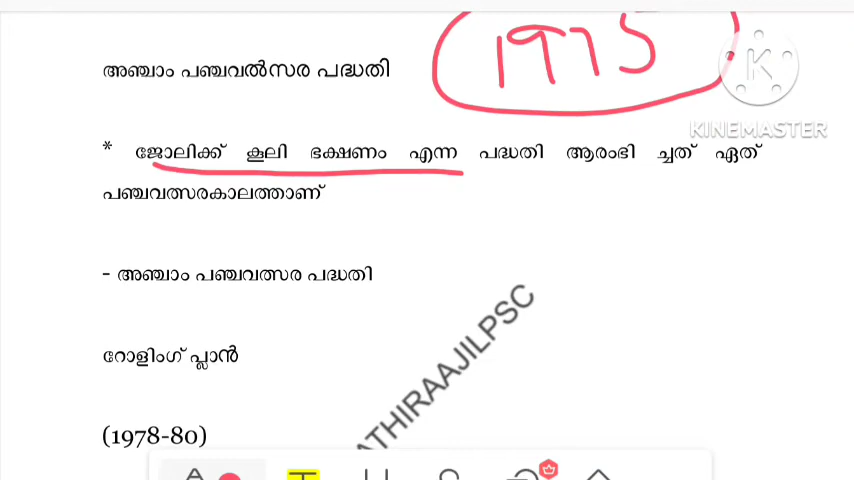 1975
അഞ്ചാം പഞ്ചവൽസര പദ്ധതി
KINEMASTER
* ജോലിക്ക് കൂലി ഭക്ഷണം എന്ന പദ്ധതി ആരംഭി ച്ചത് ഏത്
പഞ്ചവത്സരകാലത്താണ്
- അഞ്ചാം പഞ്ചവത്സര പദ്ധതി
റോളിംഗ് പ്ലാൻ
(1978-80)
ATHIRAAJILPSC